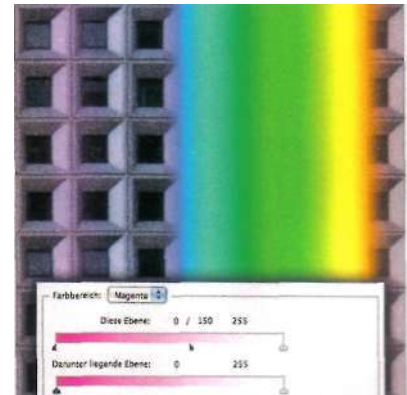 Farbbereich: Magenta
Diese Ebene: 0 / 150 255
Darunter liegende Ebene: 0 255